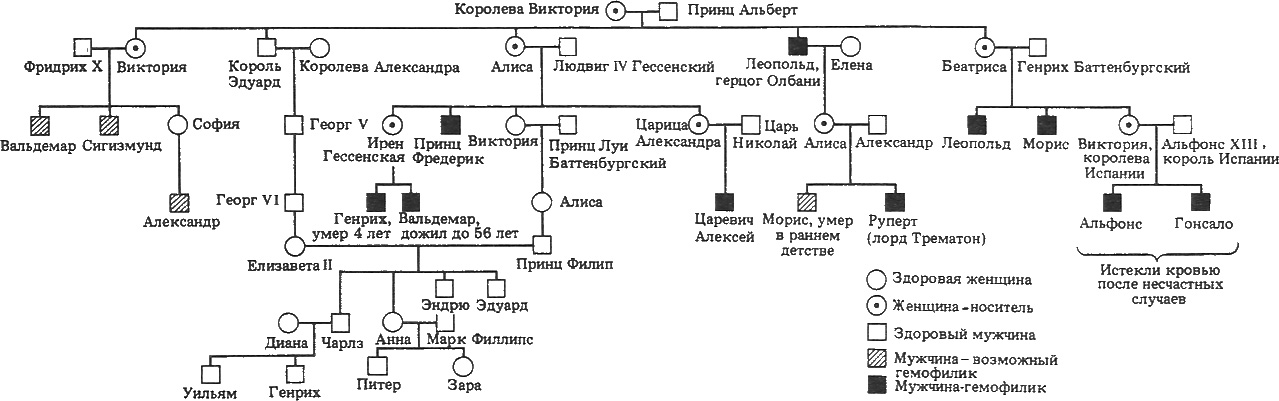 Королева Виктория
Принц Альберт
Фридрих X
Виктория
Король
Эдуард
Королева Александра
Алиса
Людвиг IV Гессенский
Леопольд,
герцог Олбани
Елена
Беатриса
Генрих Баттенбургский
Вальдемар
Сигизмунд
София
Георг V
Ирен
Гессенская
Принц
Фредерик
Виктория
Принц Луи
Баттенбургский
Царица
Александра
Царь
Николай
Алиса
Александр
Леопольд
Морис
Виктория,
королева
Испании
Альфонс XIII,
король Испании
Александр
Георг VI
Генрих,
умер 4 лет
Вальдемар,
дожил до 56 лет
Алиса
Царевич
Алексей
Морис, умер
в раннем
детстве
Руперт
(лорд Трематон)
Альфонс
Гонсало
Елизавета II
Принц Филип
Истекли кровью
после несчастных
случаев
Эндрю
Эдуард
Диана
Чарлз
Анна
Марк Филлипс
Уильям
Генрих
Питер
Зара
Здоровая женщина
Женщина-носитель
Здоровый мужчина
Мужчина-возможный
гемофилик
Мужчина-гемофилик